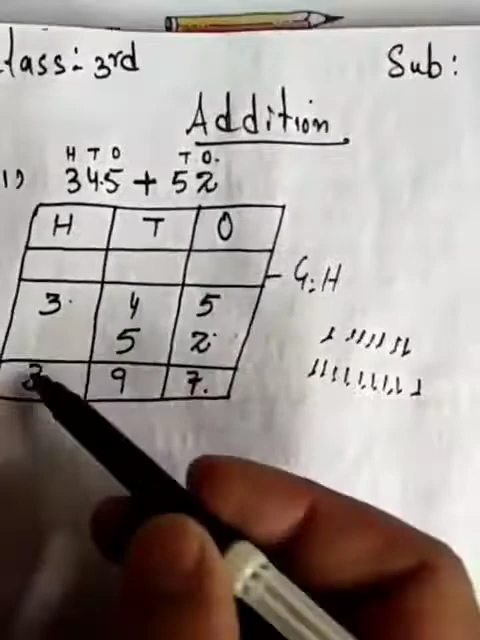 class: 3rd
Sub:
Addition
H T O T O.
1) 345 + 52
H T O
G.H
3. 4 5
5 2
3 9 7.